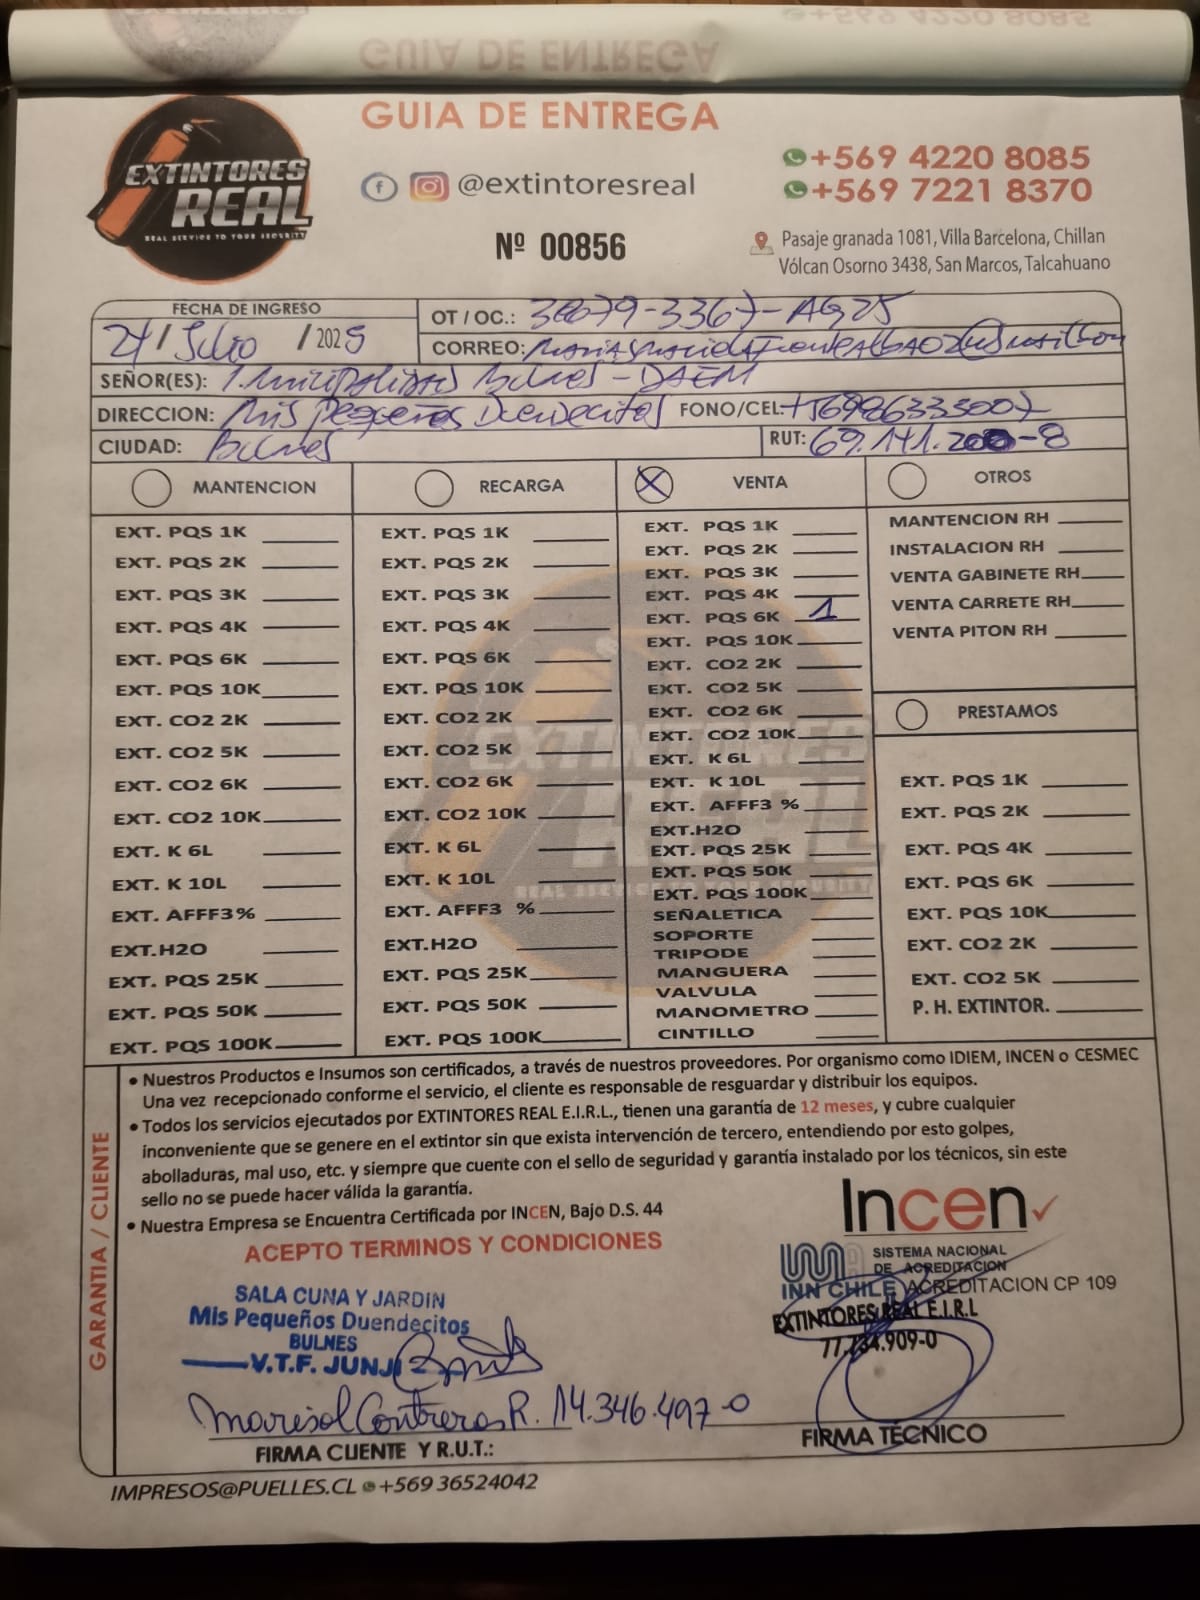 GUIA DE ENTREGA
+569 4220 8085
GUIA DE ENTREGA
EXTINTORES
REAL
REAL SERVICE TO YOUR SECURITY
@extintoresreal
Nº 00856
+569 4220 8085
+569 7221 8370
Pasaje granada 1081, Villa Barcelona, Chillan
Vólcan Osorno 3438, San Marcos, Talcahuano
FECHA DE INGRESO
/ Julio / 2025
OT / OC.: 38079-3367-AG25
CORREO:
SEÑOR(ES): I. Municipalidad Bulnes - DAEM
DIRECCION: Mis Pequeños Duendecitos FONO/CEL: +56986333007
CIUDAD: Bulnes RUT: 69.141.200-8
MANTENCION
EXT. PQS 1K
EXT. PQS 2K
EXT. PQS 3K
EXT. PQS 4K
EXT. PQS 6K
EXT. PQS 10K
EXT. CO2 2K
EXT. CO2 5K
EXT. CO2 6K
EXT. CO2 10K
EXT. K 6L
EXT. K 10L
EXT. AFFF3%
EXT.H2O
EXT. PQS 25K
EXT. PQS 50K
EXT. PQS 100K
RECARGA
EXT. PQS 1K
EXT. PQS 2K
EXT. PQS 3K
EXT. PQS 4K
EXT. PQS 6K
EXT. PQS 10K
EXT. CO2 2K
EXT. CO2 5K
EXT. CO2 6K
EXT. CO2 10K
EXT. K 6L
EXT. K 10L
EXT. AFFF3 %
EXT.H2O
EXT. PQS 25K
EXT. PQS 50K
EXT. PQS 100K
X VENTA
EXT. PQS 1K
EXT. PQS 2K
EXT. PQS 3K
EXT. PQS 4K
EXT. PQS 6K 1
EXT. PQS 10K
EXT. CO2 2K
EXT. CO2 5K
EXT. CO2 6K
EXT. CO2 10K
EXT. K 6L
EXT. K 10L
EXT. AFFF3 %
EXT.H2O
EXT. PQS 25K
EXT. PQS 50K
EXT. PQS 100K
SEÑALETICA
SOPORTE
TRIPODE
MANGUERA
VALVULA
MANOMETRO
CINTILLO
OTROS
MANTENCION RH
INSTALACION RH
VENTA GABINETE RH
VENTA CARRETE RH
VENTA PITON RH
PRESTAMOS
EXT. PQS 1K
EXT. PQS 2K
EXT. PQS 4K
EXT. PQS 6K
EXT. PQS 10K
EXT. CO2 2K
EXT. CO2 5K
P. H. EXTINTOR.
EXTINTORES
REAL
REAL SERVICE TO YOUR SECURITY
GARANTIA / CLIENTE
• Nuestros Productos e Insumos son certificados, a través de nuestros proveedores. Por organismo como IDIEM, INCEN o CESMEC
Una vez recepcionado conforme el servicio, el cliente es responsable de resguardar y distribuir los equipos.
• Todos los servicios ejecutados por EXTINTORES REAL E.I.R.L., tienen una garantía de 12 meses, y cubre cualquier
inconveniente que se genere en el extintor sin que exista intervención de tercero, entendiendo por esto golpes,
abolladuras, mal uso, etc. y siempre que cuente con el sello de seguridad y garantía instalado por los técnicos, sin este
sello no se puede hacer válida la garantía.
• Nuestra Empresa se Encuentra Certificada por INCEN, Bajo D.S. 44
ACEPTO TERMINOS Y CONDICIONES
Incen
SISTEMA NACIONAL
DE ACREDITACION
INN CHILE ACREDITACION CP 109
EXTINTORES REAL E.I.R.L
77.734.909-0
SALA CUNA Y JARDIN
Mis Pequeños Duendecitos
BULNES
V.T.F. JUNJI
Marisol Contreras R. 14.346.497-0
FIRMA CLIENTE Y R.U.T.:
FIRMA TÉCNICO
IMPRESOS@PUELLES.CL +569 36524042